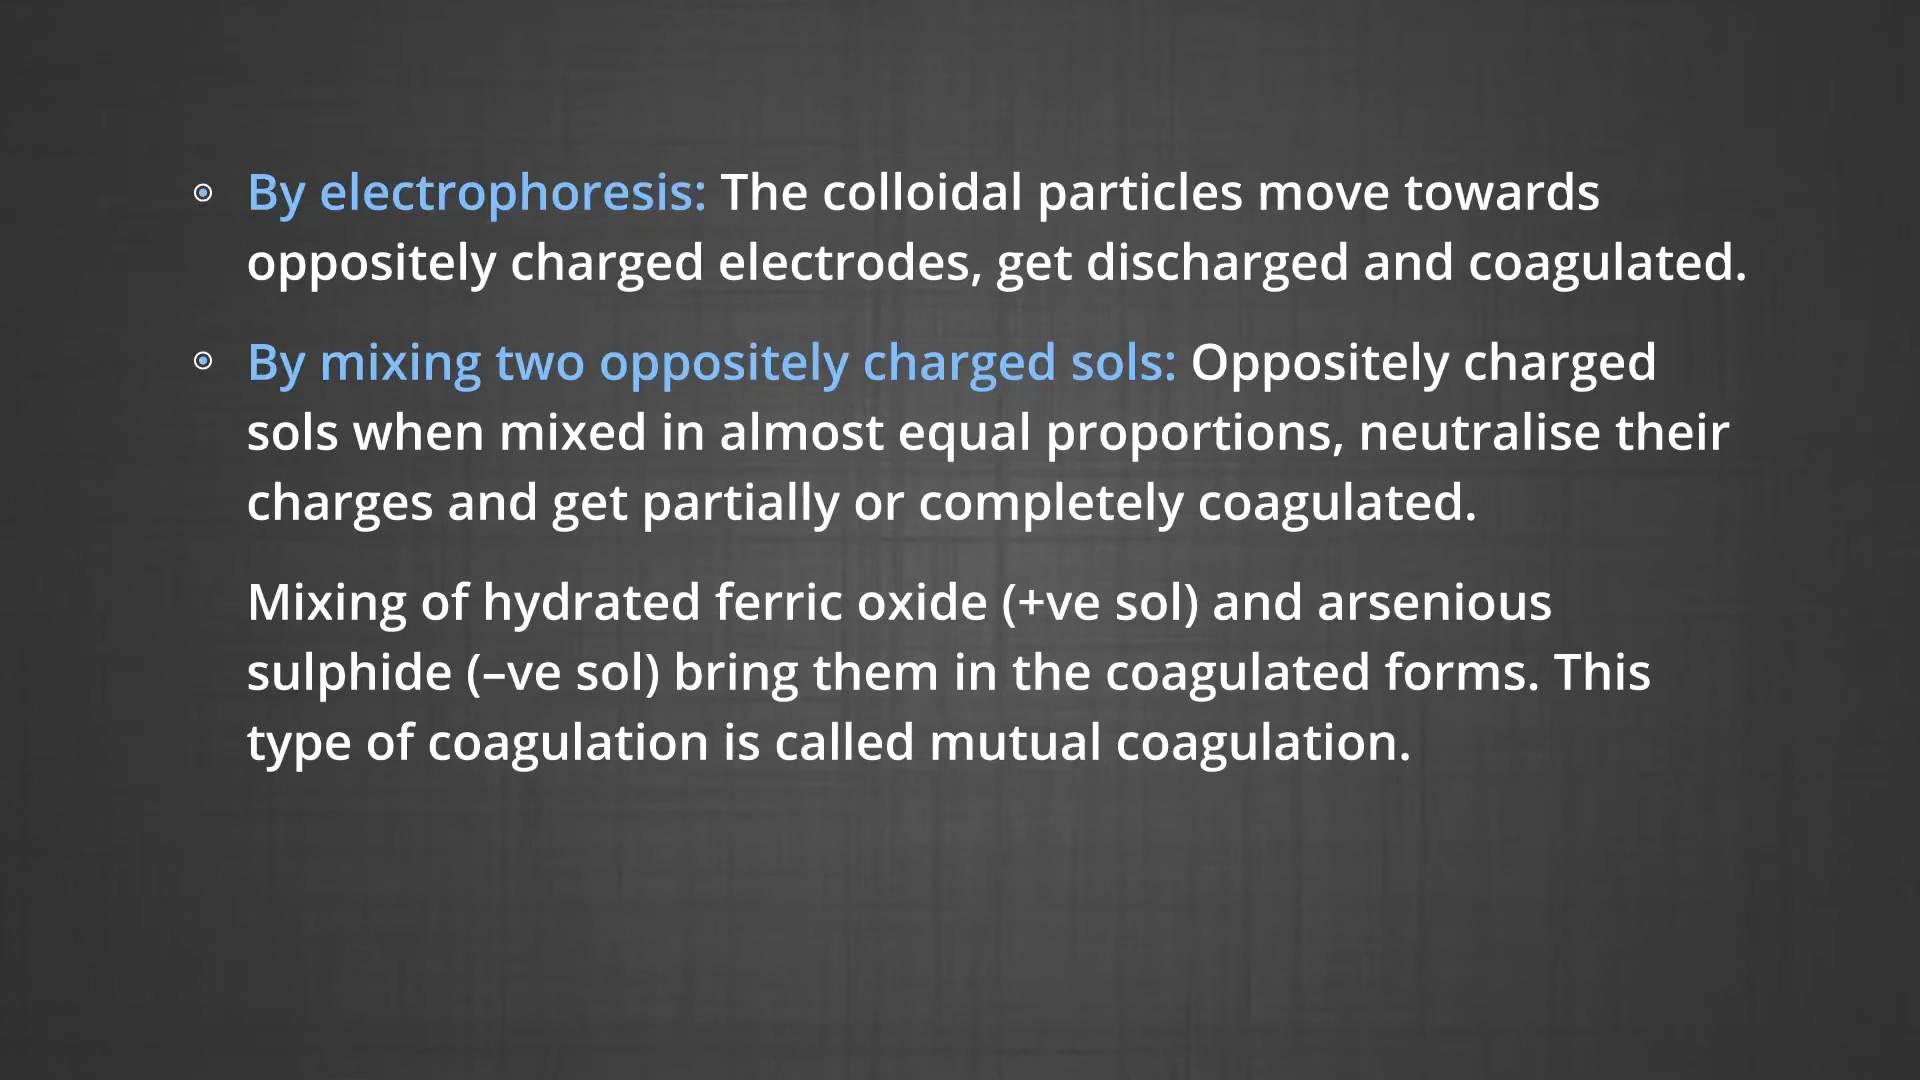 By electrophoresis: The colloidal particles move towards
oppositely charged electrodes, get discharged and coagulated.
By mixing two oppositely charged sols: Oppositely charged
sols when mixed in almost equal proportions, neutralise their
charges and get partially or completely coagulated.
Mixing of hydrated ferric oxide (+ve sol) and arsenious
sulphide (–ve sol) bring them in the coagulated forms. This
type of coagulation is called mutual coagulation.